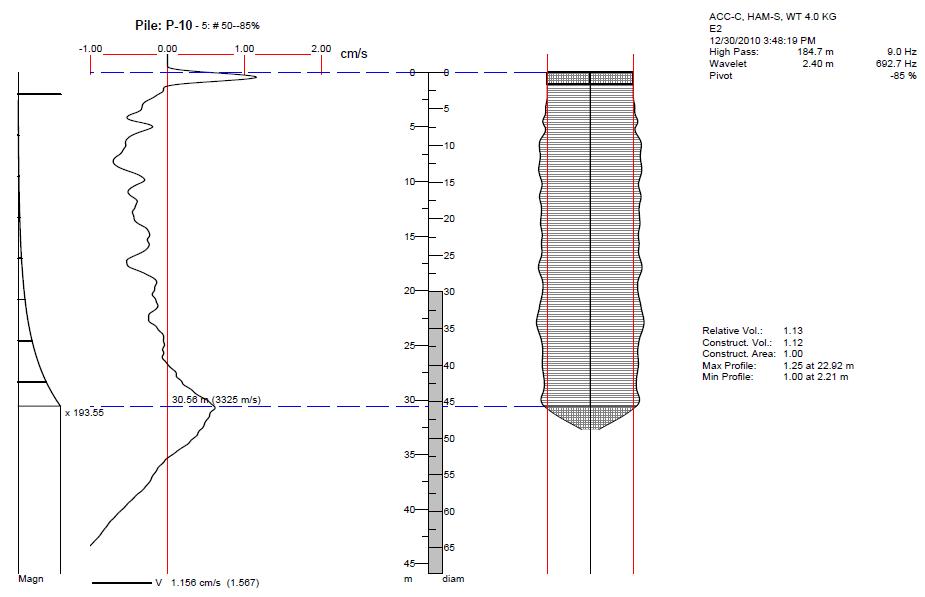 Pile: P-10 - 5: # 50--85%
-1.00 0.00 1.00 2.00 cm/s
ACC-C, HAM-S, WT 4.0 KG
E2
12/30/2010 3:48:19 PM
High Pass: 184.7 m 9.0 Hz
Wavelet 2.40 m 692.7 Hz
Pivot -85 %
0 0
5
5
10
10 15
20
15
25
20 30
35
25
40
30 45
50
35
55
40 60
65
45
m diam
30.56 m (3325 m/s)
x 193.55
Relative Vol.: 1.13
Construct. Vol.: 1.12
Construct. Area: 1.00
Max Profile: 1.25 at 22.92 m
Min Profile: 1.00 at 2.21 m
Magn
V 1.156 cm/s (1.567)